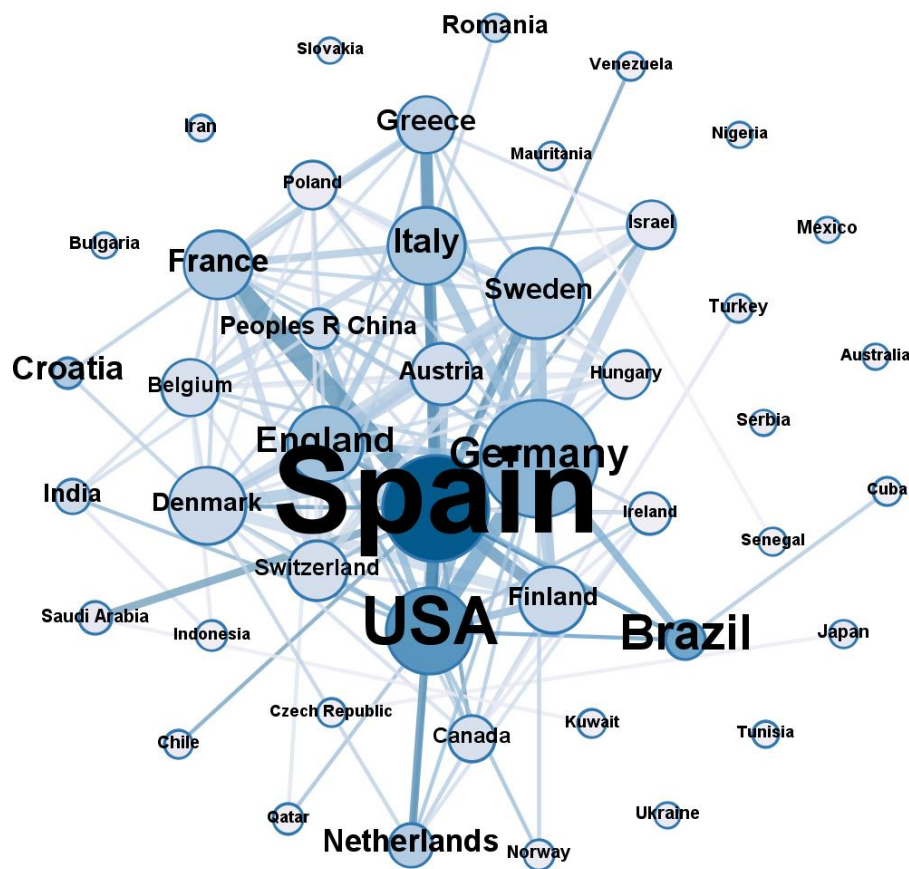 Romania
Slovakia
Venezuela
Greece
Iran
Nigeria
Mauritania
Poland
Israel
Mexico
Bulgaria
France
Italy
Sweden
Turkey
Peoples R China
Australia
Croatia
Belgium
Austria
Hungary
Serbia
England
Germany
Spain
India
Denmark
Cuba
Ireland
Senegal
Switzerland
Finland
Saudi Arabia
Indonesia
USA
Brazil
Japan
Czech Republic
Kuwait
Chile
Canada
Tunisia
Qatar
Ukraine
Netherlands
Norway